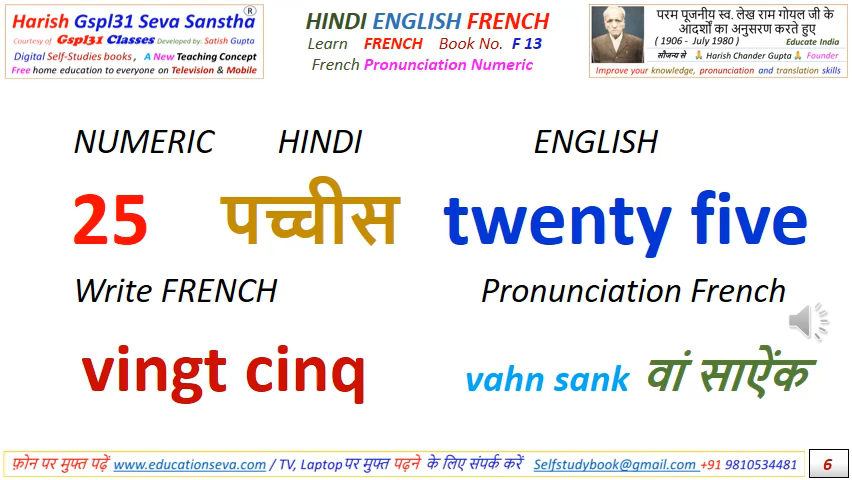 Harish Gspl31 Seva Sanstha ®
Courtesy of Gspl31 Classes Developed by: Satish Gupta
Digital Self-Studies books, A New Teaching Concept
Free home education to everyone on Television & Mobile
HINDI ENGLISH FRENCH
Learn FRENCH Book No. F 13
French Pronunciation Numeric
परम पूजनीय स्व. लेख राम गोयल जी के
आदर्शों का अनुसरण करते हुए
( 1906 - July 1980 ) Educate India
सौजन्य से 🙏 Harish Chander Gupta 🙏 Founder
Improve your knowledge, pronunciation and translation skills
NUMERIC HINDI ENGLISH
25 पच्चीस twenty five
Write FRENCH Pronunciation French
vingt cinq vahn sank वां साऐंक
फ़ोन पर मुफ्त पढ़ें www.educationseva.com / TV, Laptop पर मुफ्त पढ़ने के लिए संपर्क करें Selfstudybook@gmail.com +91 9810534481 6